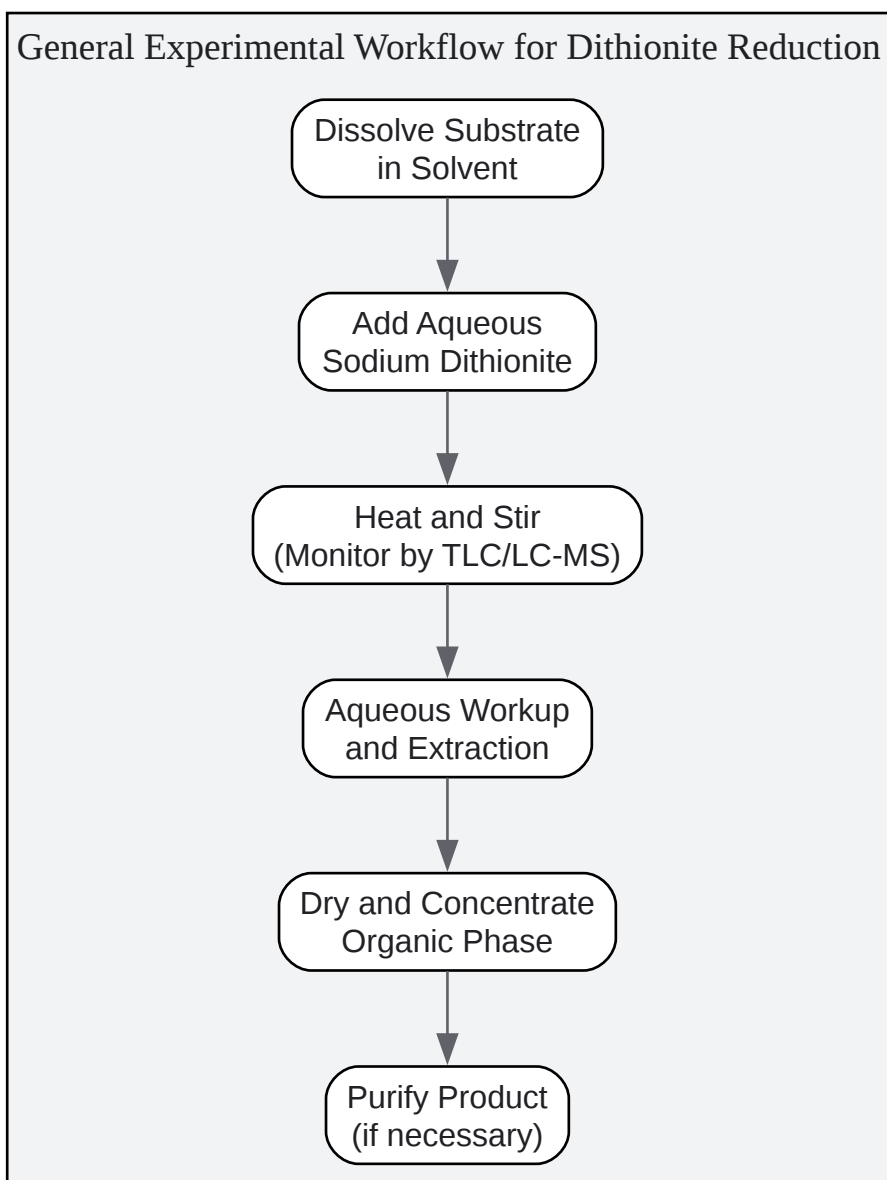 General Experimental Workflow for Dithionite Reduction
Dissolve Substrate
in Solvent
Add Aqueous
Sodium Dithionite
Heat and Stir
(Monitor by TLC/LC-MS)
Aqueous Workup
and Extraction
Dry and Concentrate
Organic Phase
Purify Product
(if necessary)